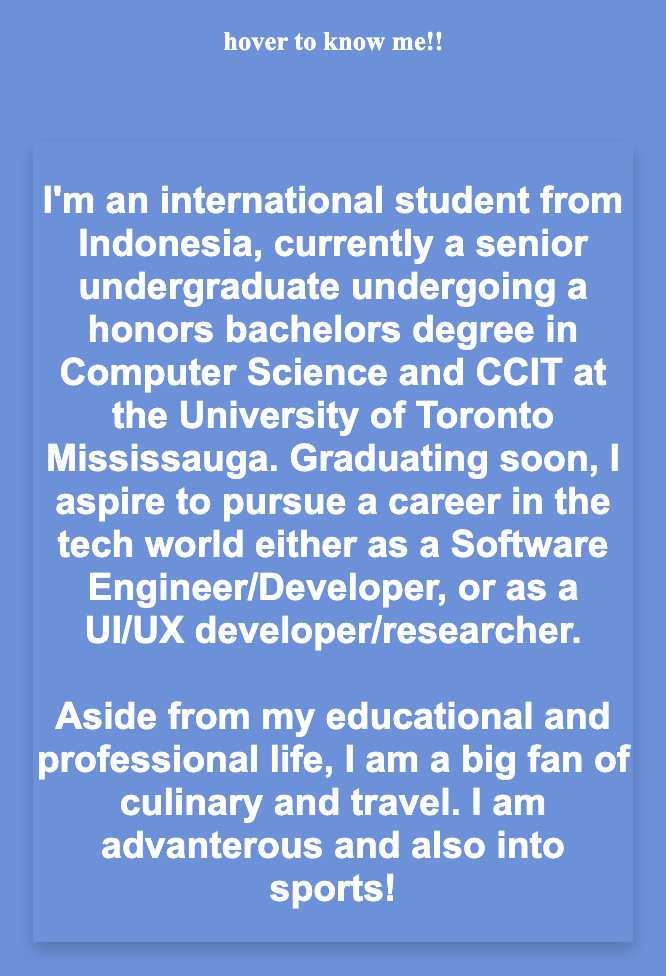 hover to know me!!
I'm an international student from
Indonesia, currently a senior
undergraduate undergoing a
honors bachelors degree in
Computer Science and CCIT at
the University of Toronto
Mississauga. Graduating soon, I
aspire to pursue a career in the
tech world either as a Software
Engineer/Developer, or as a
UI/UX developer/researcher.
Aside from my educational and
professional life, I am a big fan of
culinary and travel. I am
advanterous and also into
sports!